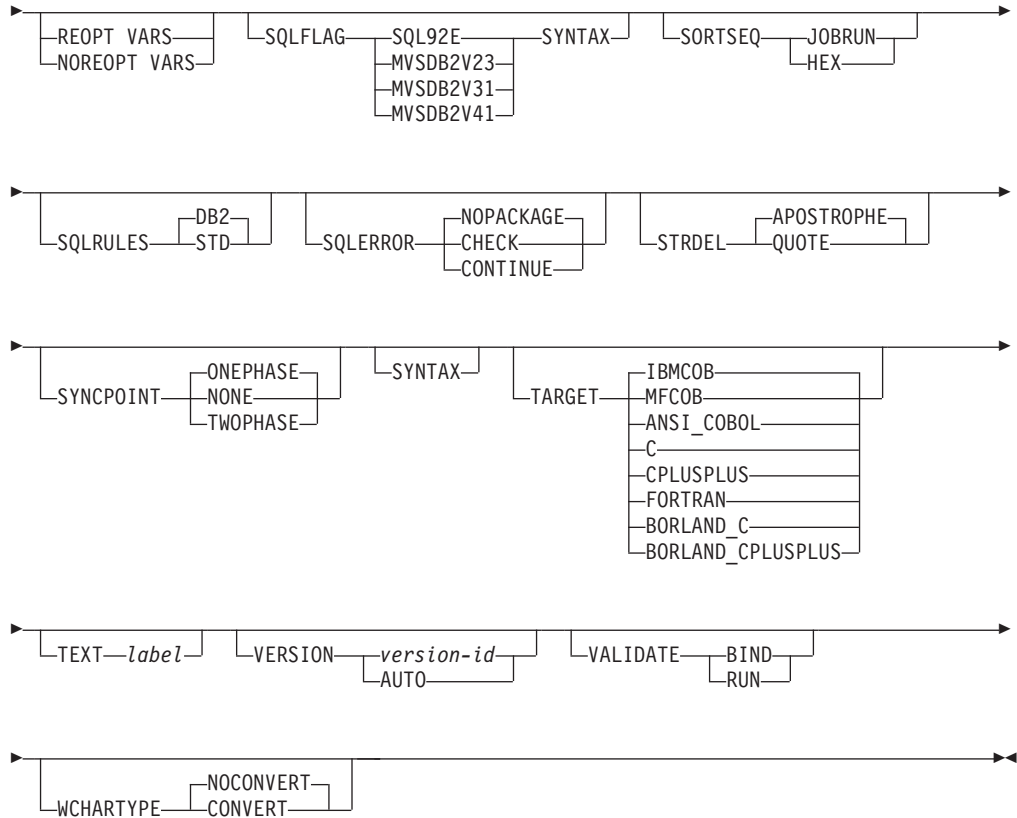 REOPT VARS SQLFLAG SQL92E SYNTAX SORTSEQ JOBRUN
NOREOPT VARS MVSDB2V23 HEX
MVSDB2V31
MVSDB2V41
DB2 NOPACKAGE APOSTROPHE
SQLRULES STD SQLERROR CHECK STRDEL QUOTE
CONTINUE
ONEPHASE SYNTAX IBMCOB
SYNCPOINT NONE TARGET MFCOB
TWOPHASE ANSI_COBOL
C
CPLUSPLUS
FORTRAN
BORLAND_C
BORLAND_CPLUSPLUS
TEXT label VERSION version-id VALIDATE BIND
AUTO RUN
NOCONVERT
WCHARTYPE CONVERT